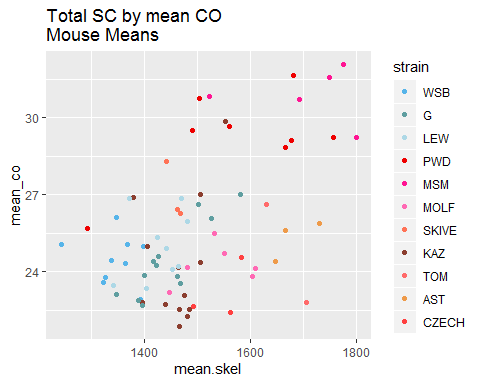 Total SC by mean CO
Mouse Means
mean_co
30
27
24
1400
1600
1800
mean.skel
strain
WSB
G
LEW
PWD
MSM
MOLF
SKIVE
KAZ
TOM
AST
CZECH